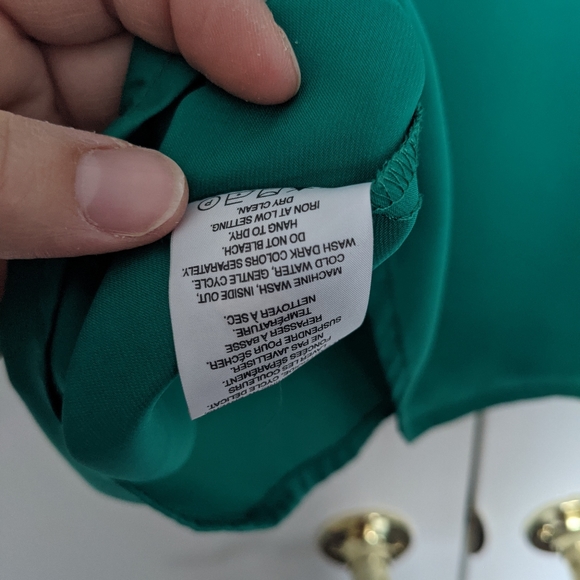 MACHINE WASH, INSIDE OUT,
COLD WATER, GENTLE CYCLE.
WASH DARK COLORS SEPARATELY.
DO NOT BLEACH.
HANG TO DRY.
IRON AT LOW SETTING.
DRY CLEAN.
CYCLE DÉLICAT.
LES COULEURS
FONCÉES SÉPARÉMENT.
NE PAS JAVELLISER
SUSPENDRE POUR SÉCHER,
REPASSER À BASSE
TEMPÉRATURE.
NETTOYER À SEC.